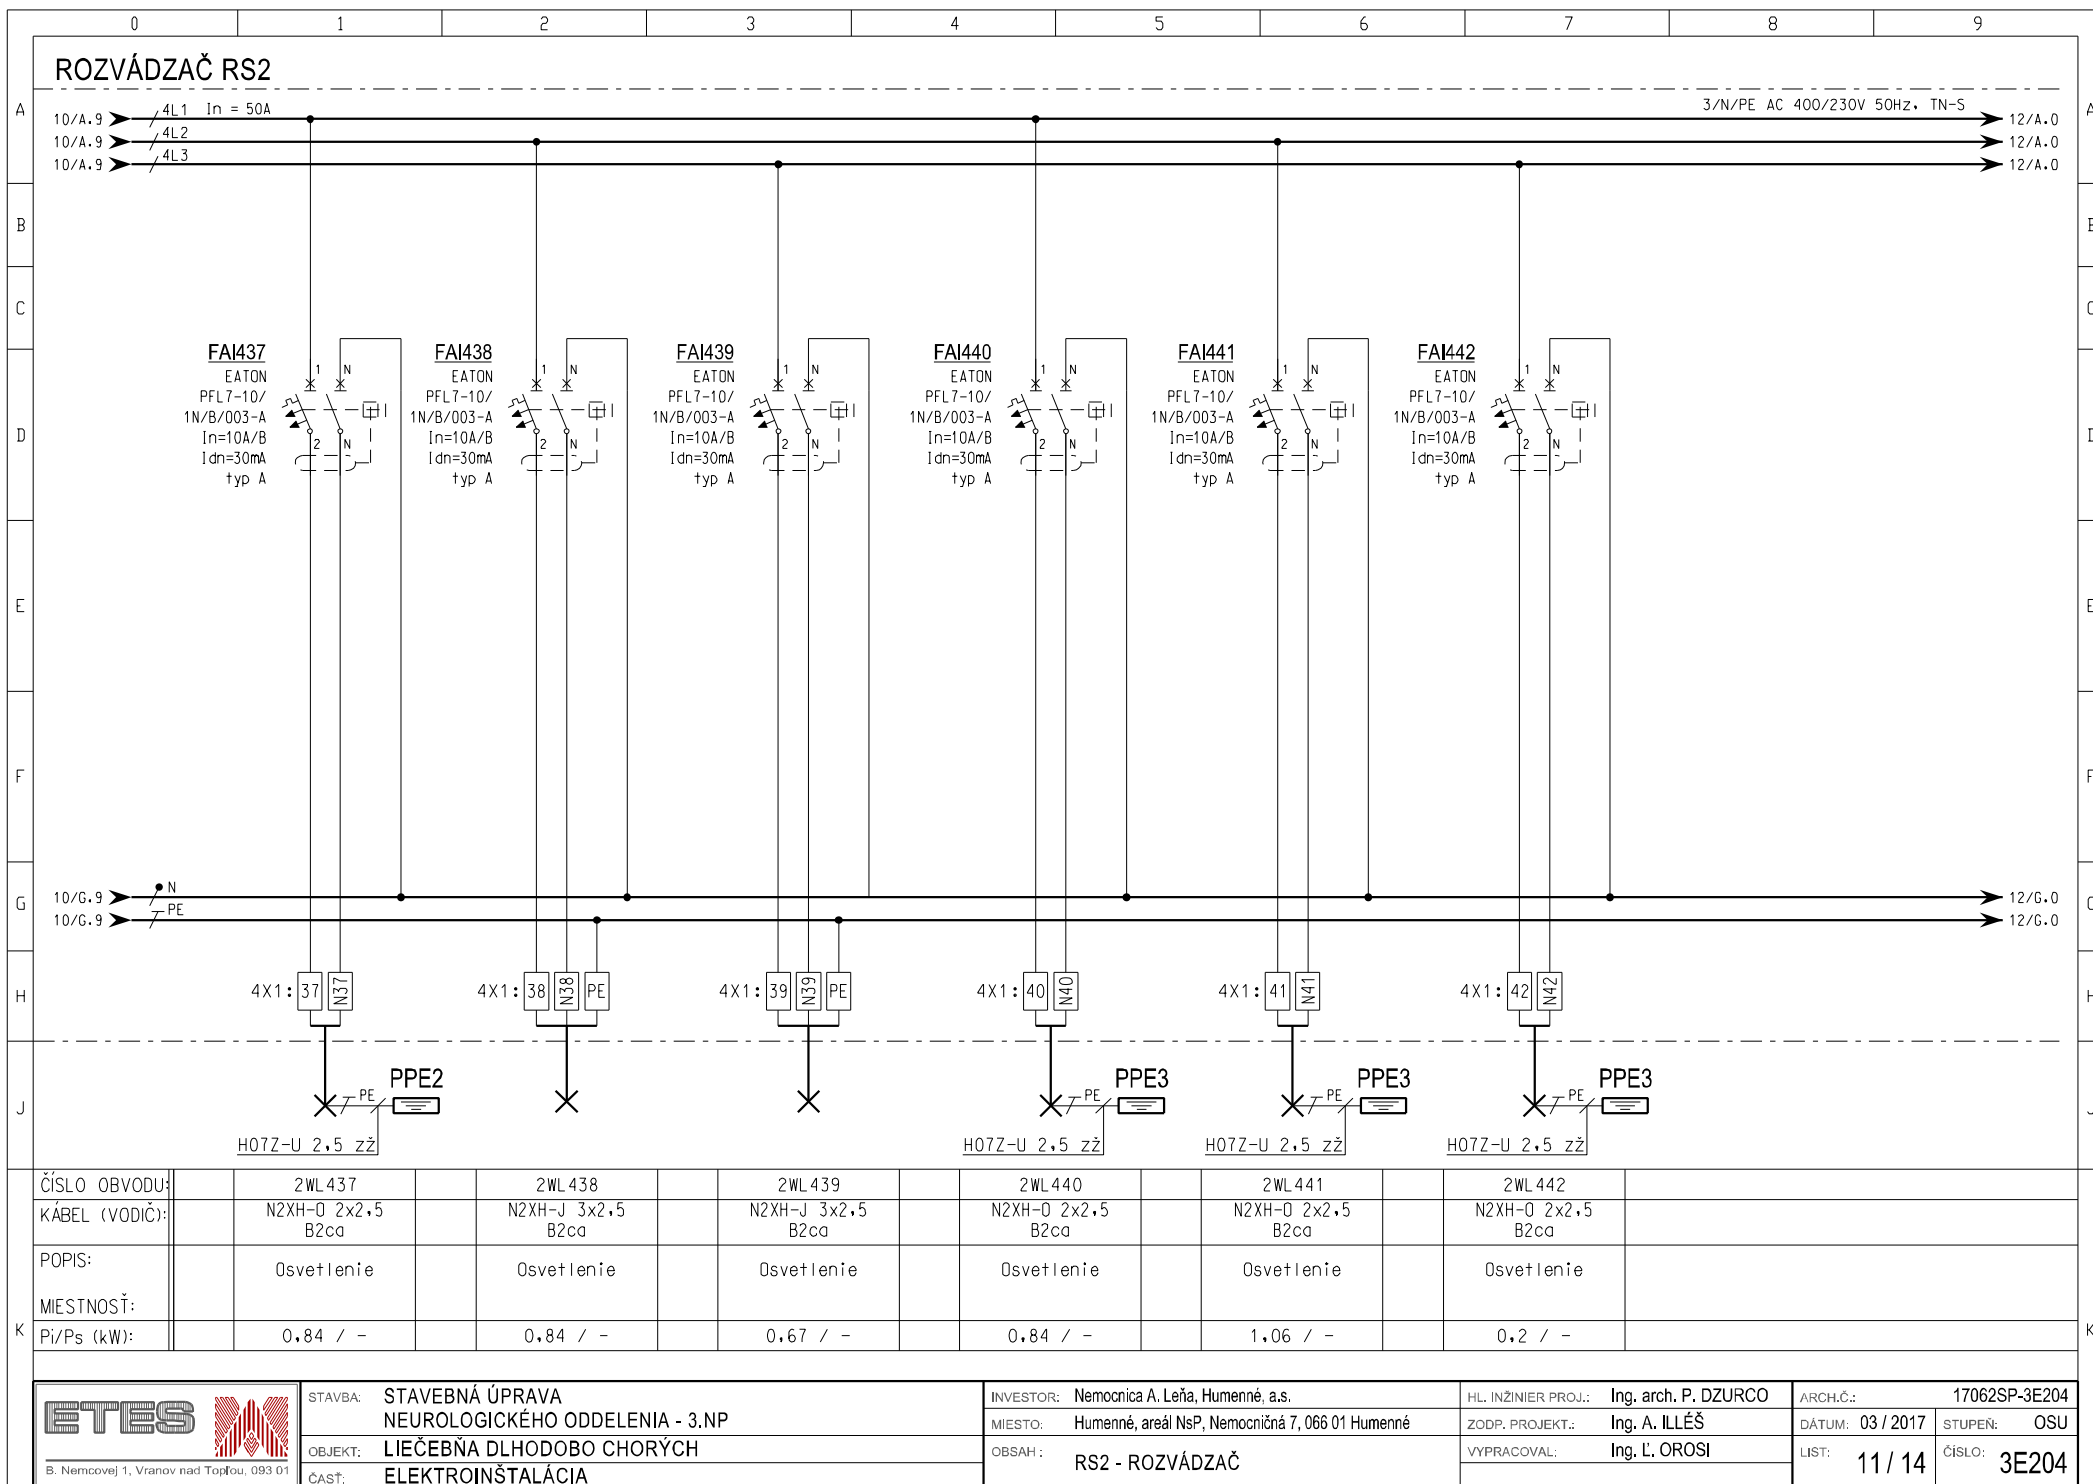 0 1 2 3 4 5 6 7 8 9
ROZVÁDZAČ RS2
A
10/A.9 4L1 In = 50A 3/N/PE AC 400/230V 50Hz, TN-S 12/A.0
10/A.9 4L2 12/A.0
10/A.9 4L3 12/A.0
B
C
FAI437 FAI438 FAI439 FAI440 FAI441 FAI442
EATON 1 N EATON 1 N EATON 1 N EATON 1 N EATON 1 N EATON 1 N
PFL7-10/ PFL7-10/ PFL7-10/ PFL7-10/ PFL7-10/ PFL7-10/
1N/B/003-A 1N/B/003-A 1N/B/003-A 1N/B/003-A 1N/B/003-A 1N/B/003-A
D In=10A/B 2 N In=10A/B 2 N In=10A/B 2 N In=10A/B 2 N In=10A/B 2 N In=10A/B 2 N
Idn=30mA Idn=30mA Idn=30mA Idn=30mA Idn=30mA Idn=30mA
typ A typ A typ A typ A typ A typ A
E E
F
G
10/G.9 N 12/G.0
10/G.9 PE 12/G.0
H 4X1: 37 N37 4X1: 38 N38 PE 4X1: 39 N39 PE 4X1: 40 N40 4X1: 41 N41 4X1: 42 N42
PPE2 PPE3 PPE3 PPE3
J PE PE PE PE
H07Z-U 2,5 zž H07Z-U 2,5 zž H07Z-U 2,5 zž H07Z-U 2,5 zž
ČÍSLO OBVODU: 2WL437 2WL438 2WL439 2WL440 2WL441 2WL442
KÁBEL (VODIČ): N2XH-O 2x2,5 N2XH-J 3x2,5 N2XH-J 3x2,5 N2XH-O 2x2,5 N2XH-O 2x2,5 N2XH-O 2x2,5
B2ca B2ca B2ca B2ca B2ca B2ca
POPIS: Osvetlenie Osvetlenie Osvetlenie Osvetlenie Osvetlenie Osvetlenie
MIESTNOSŤ:
K Pi/Ps (kW): 0,84 / - 0,84 / - 0,67 / - 0,84 / - 1,06 / - 0,2 / - K
ETES
B. Nemcovej 1, Vranov nad Topľou, 093 01
STAVBA: STAVEBNÁ ÚPRAVA
NEUROLOGICKÉHO ODDELENIA - 3.NP
OBJEKT: LIEČEBŇA DLHODOBO CHORÝCH
ČASŤ: ELEKTROINŠTALÁCIA
INVESTOR: Nemocnica A. Leňa, Humenné, a.s.
MIESTO: Humenné, areál NsP, Nemocničná 7, 066 01 Humenné
OBSAH: RS2 - ROZVÁDZAČ
HL. INŽINIER PROJ.: Ing. arch. P. DZURCO
ZODP. PROJEKT.: Ing. A. ILLÉŠ
VYPRACOVAL: Ing. Ľ. OROSI
ARCH.Č.: 17062SP-3E204
DÁTUM: 03 / 2017 STUPEŇ: OSU
LIST: 11 / 14 ČÍSLO: 3E204